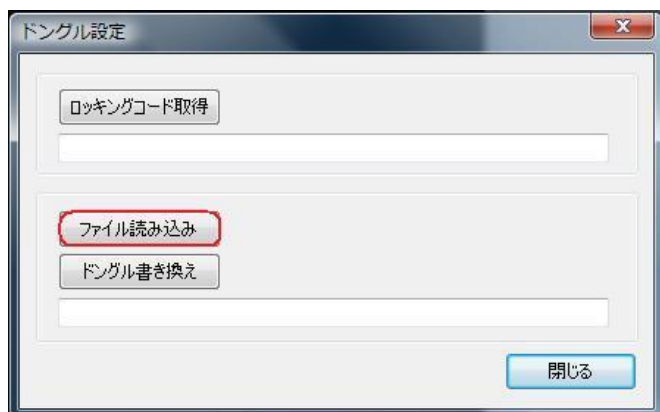 ドングル設定
ロッキングコード取得
ファイル読み込み
ドングル書き換え
閉じる